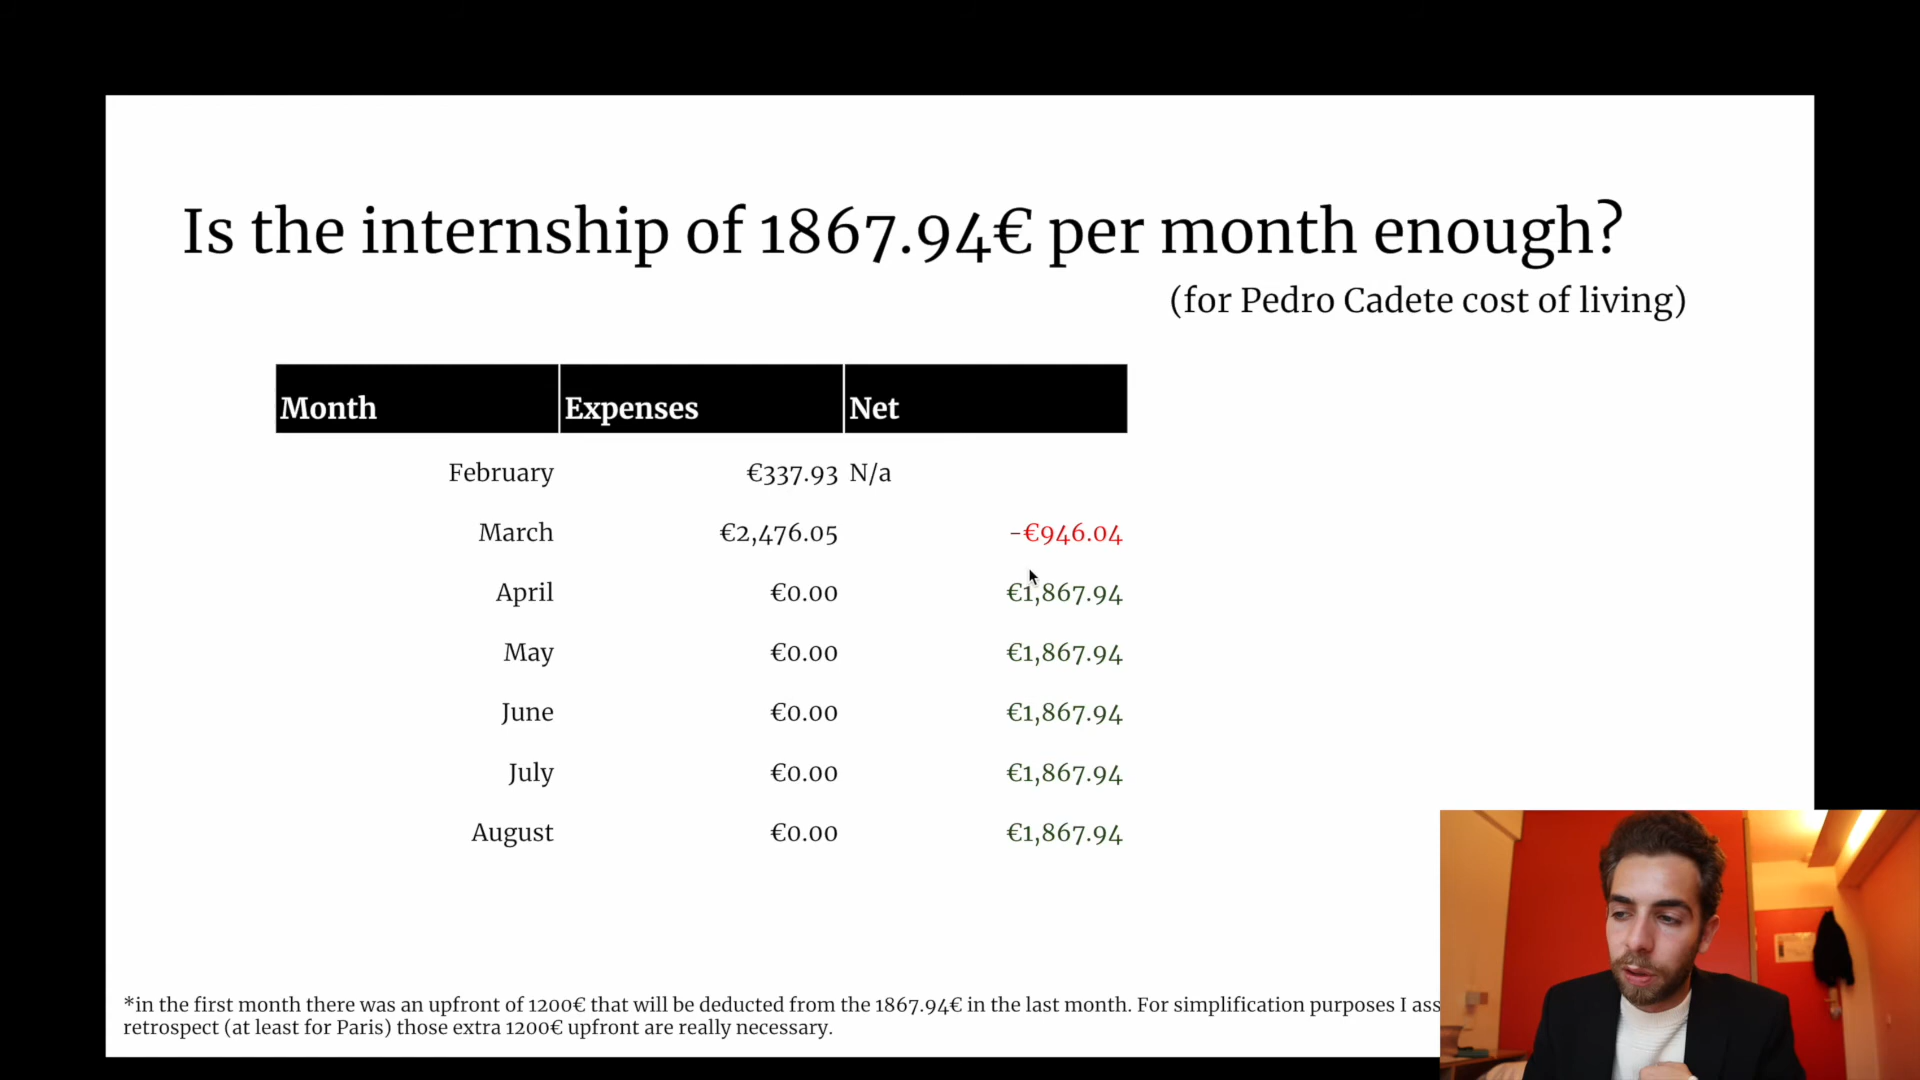 Is the internship of 1867.94€ per month enough?
(for Pedro Cadete cost of living)
Month Expenses Net
February €337.93 N/a
March €2,476.05 -€946.04
April €0.00 €1,867.94
May €0.00 €1,867.94
June €0.00 €1,867.94
July €0.00 €1,867.94
August €0.00 €1,867.94
*in the first month there was an upfront of 1200€ that will be deducted from the 1867.94€ in the last month. For simplification purposes I ass
retrospect (at least for Paris) those extra 1200€ upfront are really necessary.